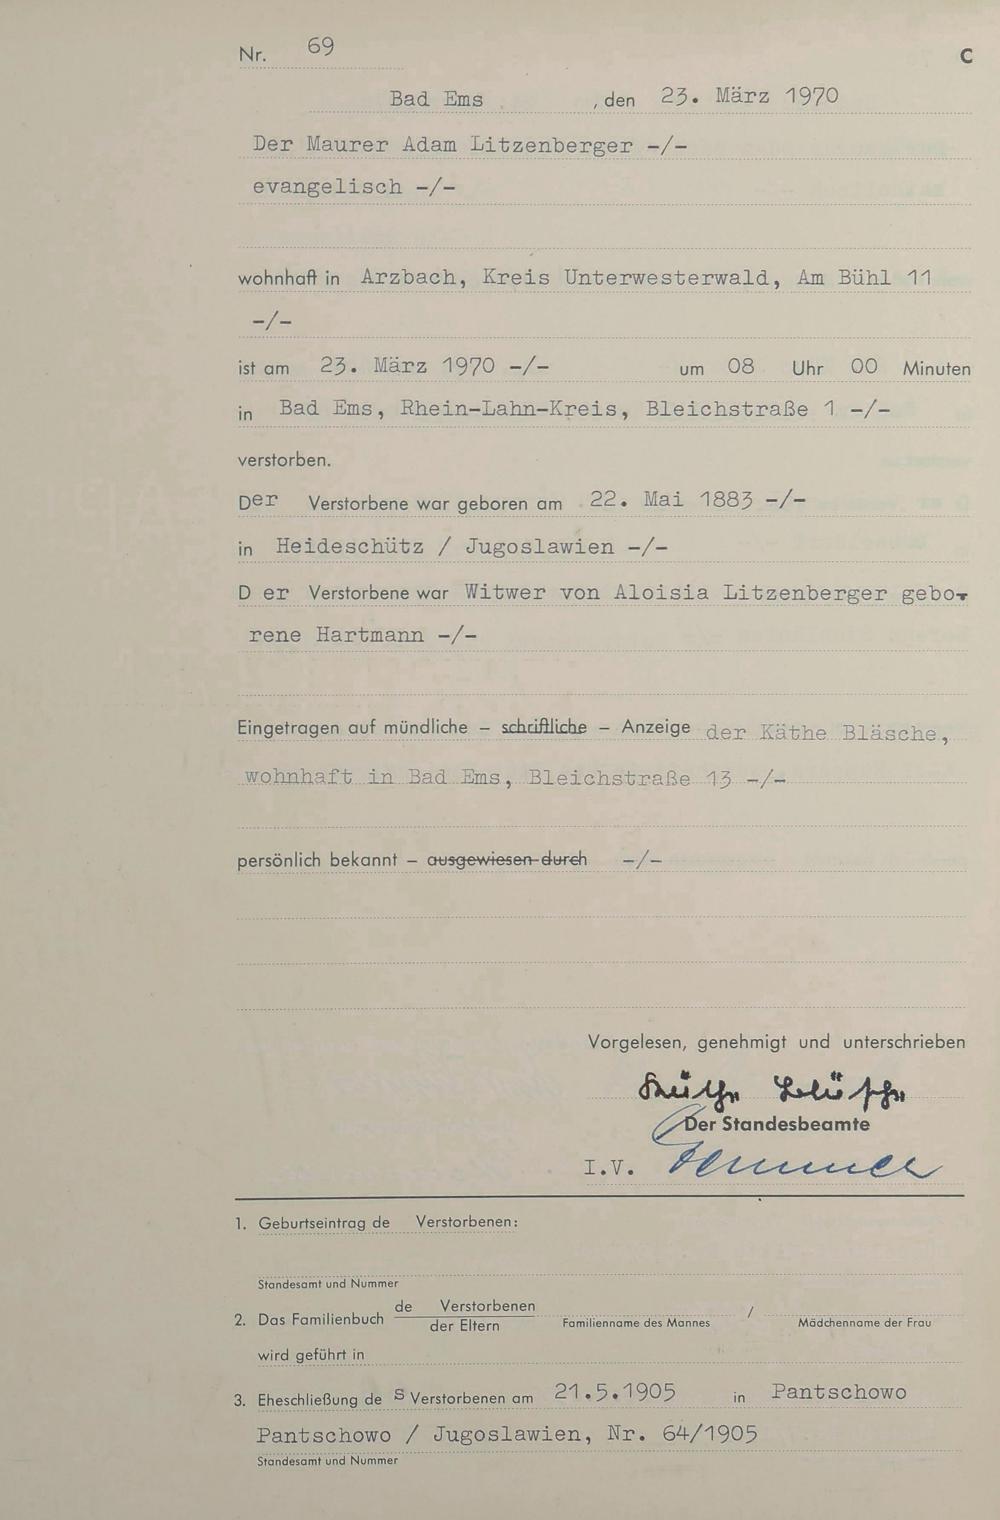 Nr. 69 C
Bad Ems , den 23. März 1970
Der Maurer Adam Litzenberger -/-
evangelisch -/-
wohnhaft in Arzbach, Kreis Unterwesterwald, Am Bühl 11
-/-
ist am 23. März 1970 -/- um 08 Uhr 00 Minuten
in Bad Ems, Rhein-Lahn-Kreis, Bleichstraße 1 -/-
verstorben.
Der Verstorbene war geboren am 22. Mai 1883 -/-
in Heideschütz / Jugoslawien -/-
D er Verstorbene war Witwer von Aloisia Litzenberger gebo-
rene Hartmann -/-
Eingetragen auf mündliche – schriftliche – Anzeige der Käthe Bläsche,
wohnhaft in Bad Ems, Bleichstraße 13 -/-
persönlich bekannt – ausgewiesen durch -/-
Vorgelesen, genehmigt und unterschrieben
Käthe Bläsche
Der Standesbeamte
I.V.
1. Geburtseintrag de Verstorbenen:
Standesamt und Nummer
2. Das Familienbuch de Verstorbenen / der Eltern Familienname des Mannes / Mädchenname der Frau
wird geführt in
3. Eheschließung de s Verstorbenen am 21.5.1905 in Pantschowo
Pantschowo / Jugoslawien, Nr. 64/1905
Standesamt und Nummer